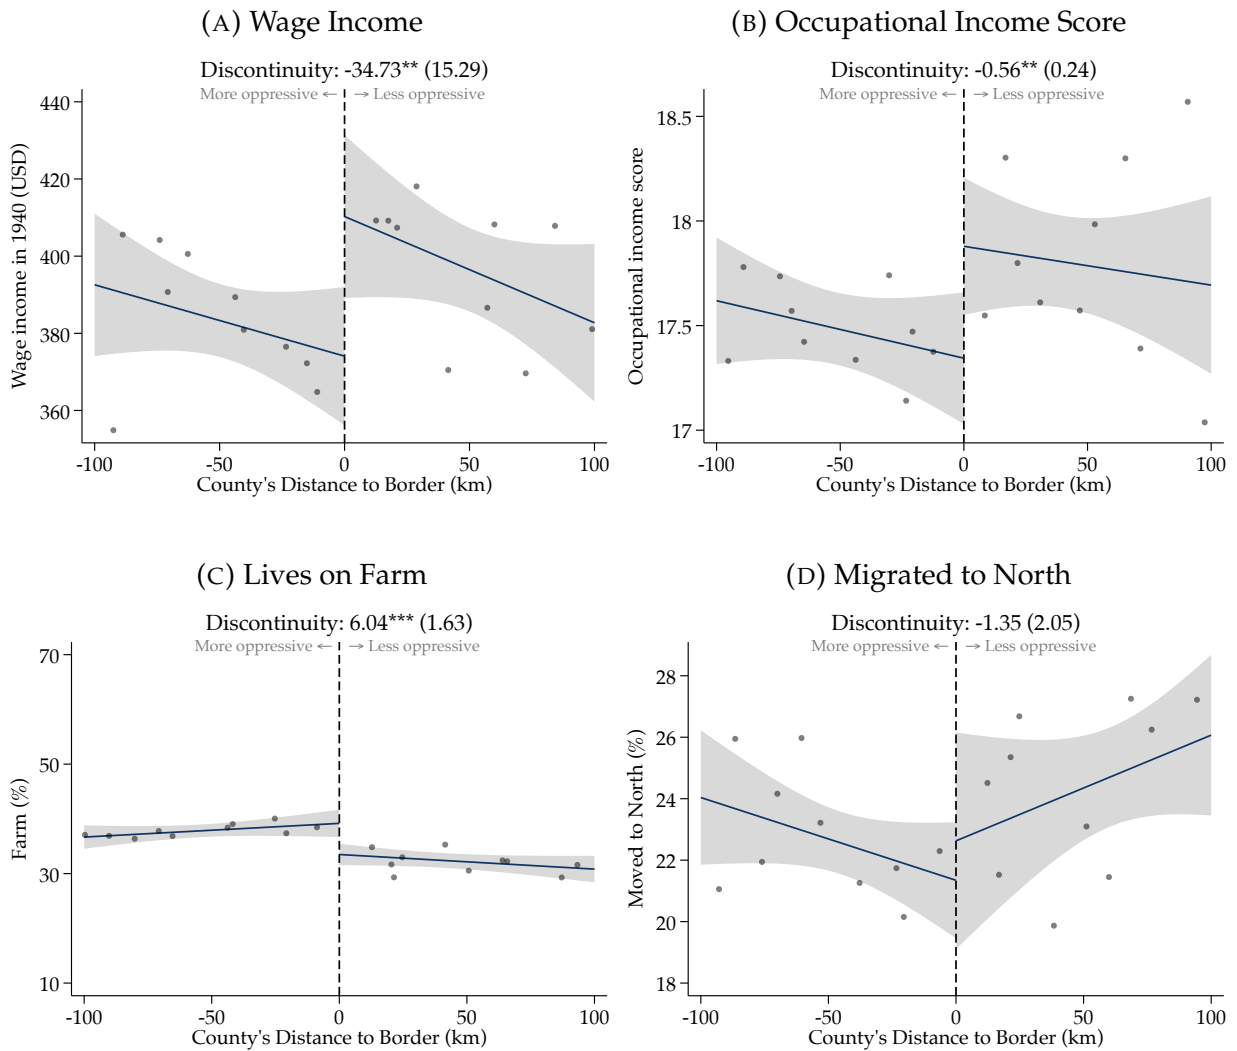 (A) Wage Income
Discontinuity: -34.73** (15.29)
More oppressive ← → Less oppressive
Wage income in 1940 (USD)
440
420
400
380
360
-100 -50 0 50 100
County's Distance to Border (km)
(B) Occupational Income Score
Discontinuity: -0.56** (0.24)
More oppressive ← → Less oppressive
Occupational income score
18.5
18
17.5
17
-100 -50 0 50 100
County's Distance to Border (km)
(C) Lives on Farm
Discontinuity: 6.04*** (1.63)
More oppressive ← → Less oppressive
Farm (%)
70
50
30
10
-100 -50 0 50 100
County's Distance to Border (km)
(D) Migrated to North
Discontinuity: -1.35 (2.05)
More oppressive ← → Less oppressive
Moved to North (%)
28
26
24
22
20
18
-100 -50 0 50 100
County's Distance to Border (km)